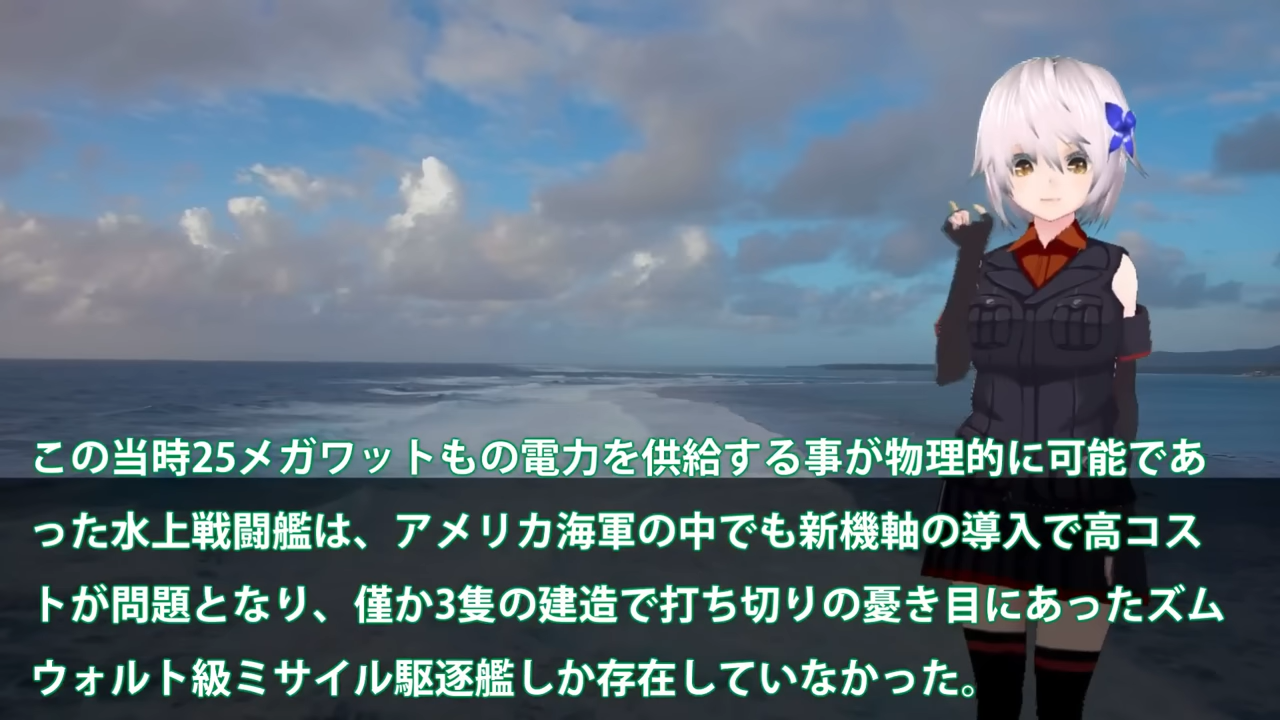 この当時25メガワットもの電力を供給する事が物理的に可能であ
った水上戦闘艦は、アメリカ海軍の中でも新機軸の導入で高コス
トが問題となり、僅か3隻の建造で打ち切りの憂き目にあったズム
ウォルト級ミサイル駆逐艦しか存在していなかった。